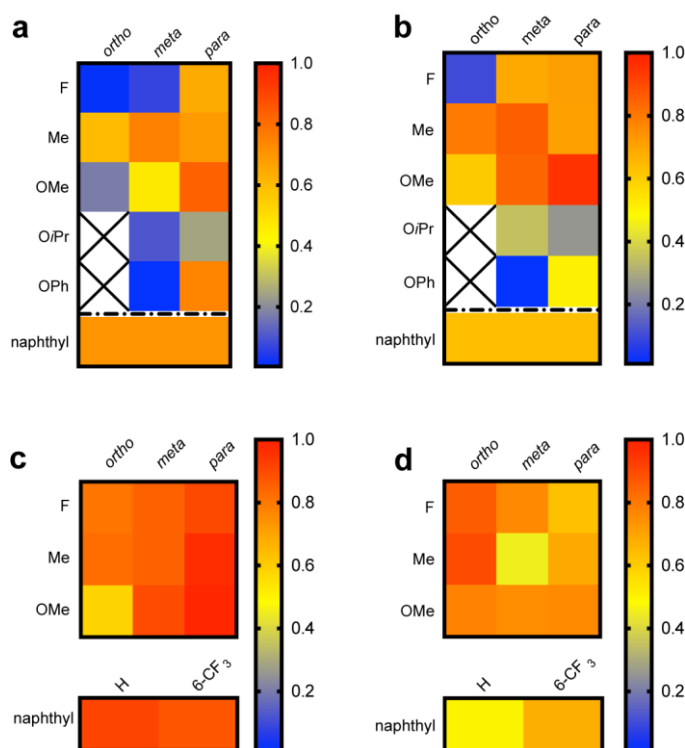 a
ortho meta para
F
Me
OMe
OiPr
OPh
naphthyl
1.0
0.8
0.6
0.4
0.2
b
ortho meta para
F
Me
OMe
OiPr
OPh
naphthyl
1.0
0.8
0.6
0.4
0.2
c
ortho meta para
F
Me
OMe
H 6-CF3
naphthyl
1.0
0.8
0.6
0.4
0.2
d
ortho meta para
F
Me
OMe
H 6-CF3
naphthyl
1.0
0.8
0.6
0.4
0.2